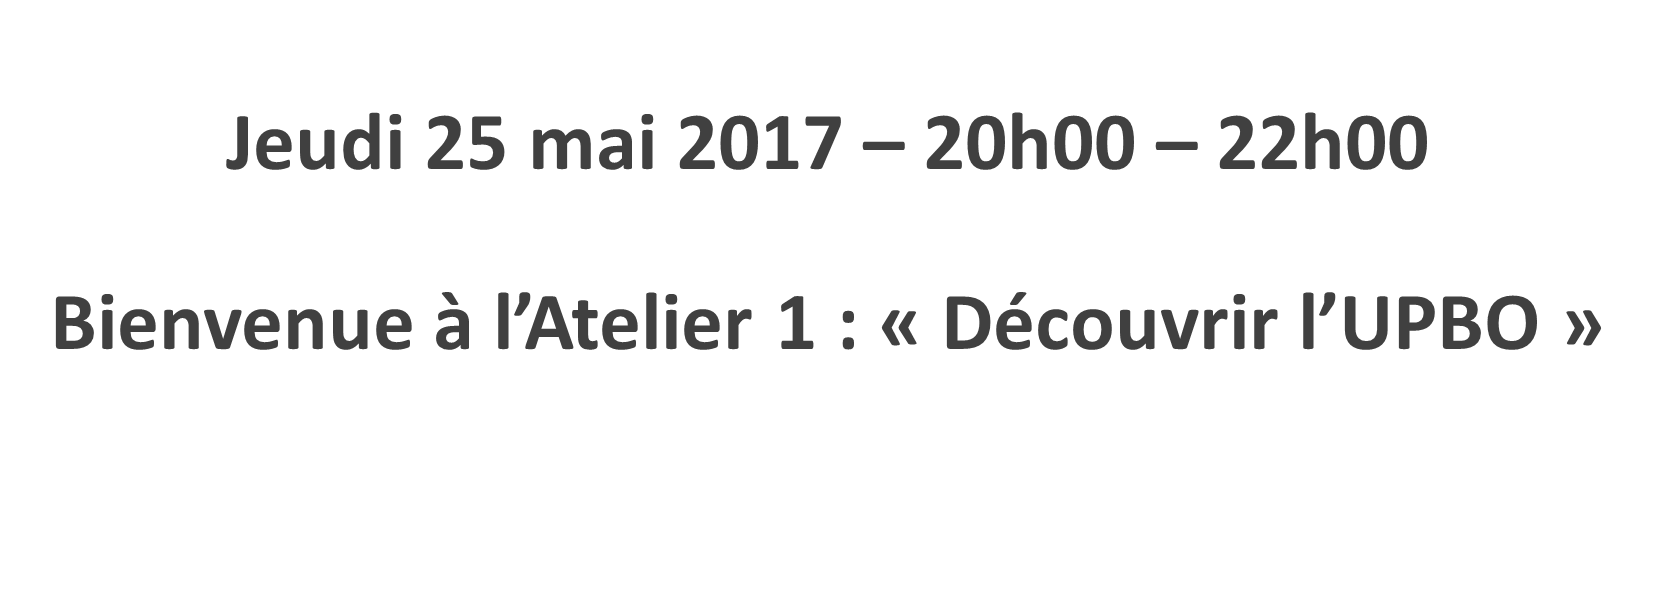 Jeudi 25 mai 2017 – 20h00 – 22h00
Bienvenue à l’Atelier 1 : « Découvrir l’UPBO »